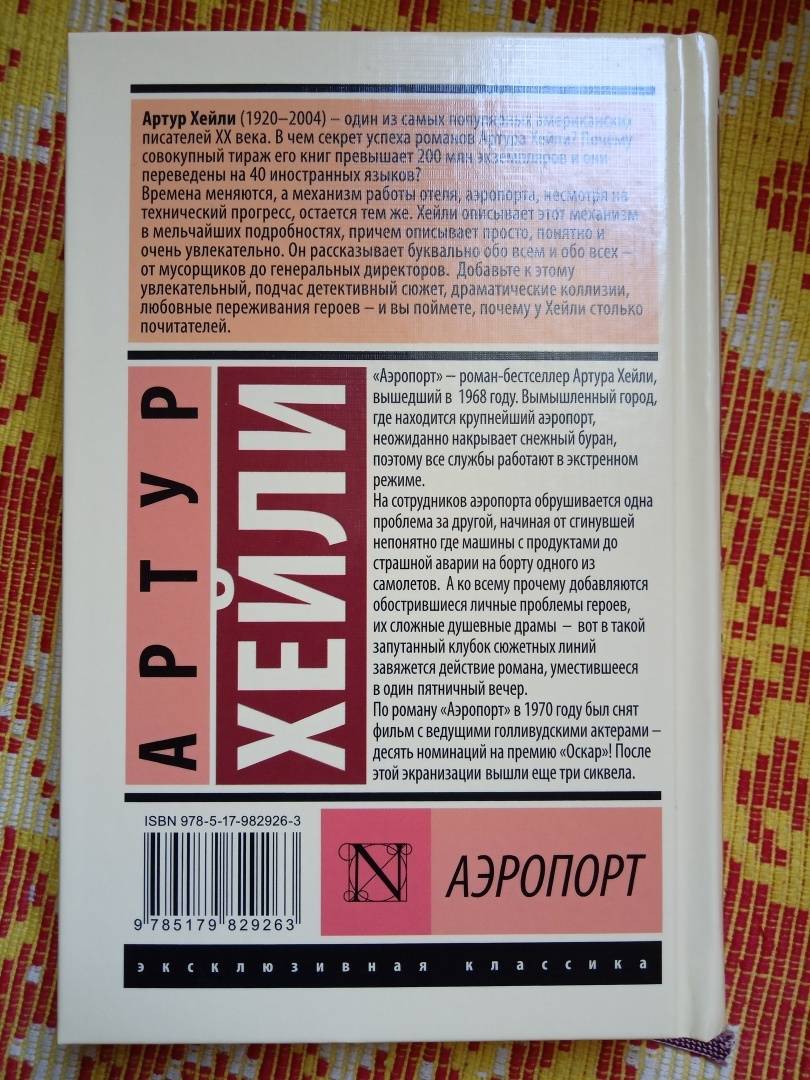 Артур Хейли (1920–2004) – один из самых популярных американских
писателей XX века. В чем секрет успеха романов Артура Хейли? Почему
совокупный тираж его книг превышает 200 млн экземпляров и они
переведены на 40 иностранных языков?
Времена меняются, а механизм работы отеля, аэропорта, несмотря на
технический прогресс, остается тем же. Хейли описывает этот механизм
в мельчайших подробностях, причем описывает просто, понятно и
очень увлекательно. Он рассказывает буквально обо всем и обо всех –
от мусорщиков до генеральных директоров. Добавьте к этому
увлекательный, подчас детективный сюжет, драматические коллизии,
любовные переживания героев – и вы поймете, почему у Хейли столько
почитателей.
АРТУР
ХЕЙЛИ
«Аэропорт» – роман-бестселлер Артура Хейли,
вышедший в 1968 году. Вымышленный город,
где находится крупнейший аэропорт,
неожиданно накрывает снежный буран,
поэтому все службы работают в экстренном
режиме.
На сотрудников аэропорта обрушивается одна
проблема за другой, начиная от сгинувшей
непонятно где машины с продуктами до
страшной аварии на борту одного из
самолетов. А ко всему прочему добавляются
обострившиеся личные проблемы героев,
их сложные душевные драмы – вот в такой
запутанный клубок сюжетных линий
завяжется действие романа, уместившееся
в один пятничный вечер.
По роману «Аэропорт» в 1970 году был снят
фильм с ведущими голливудскими актерами –
десять номинаций на премию «Оскар»! После
этой экранизации вышли еще три сиквела.
ISBN 978-5-17-982926-3
9 785179 829263
N
АЭРОПОРТ
эксклюзивная классика